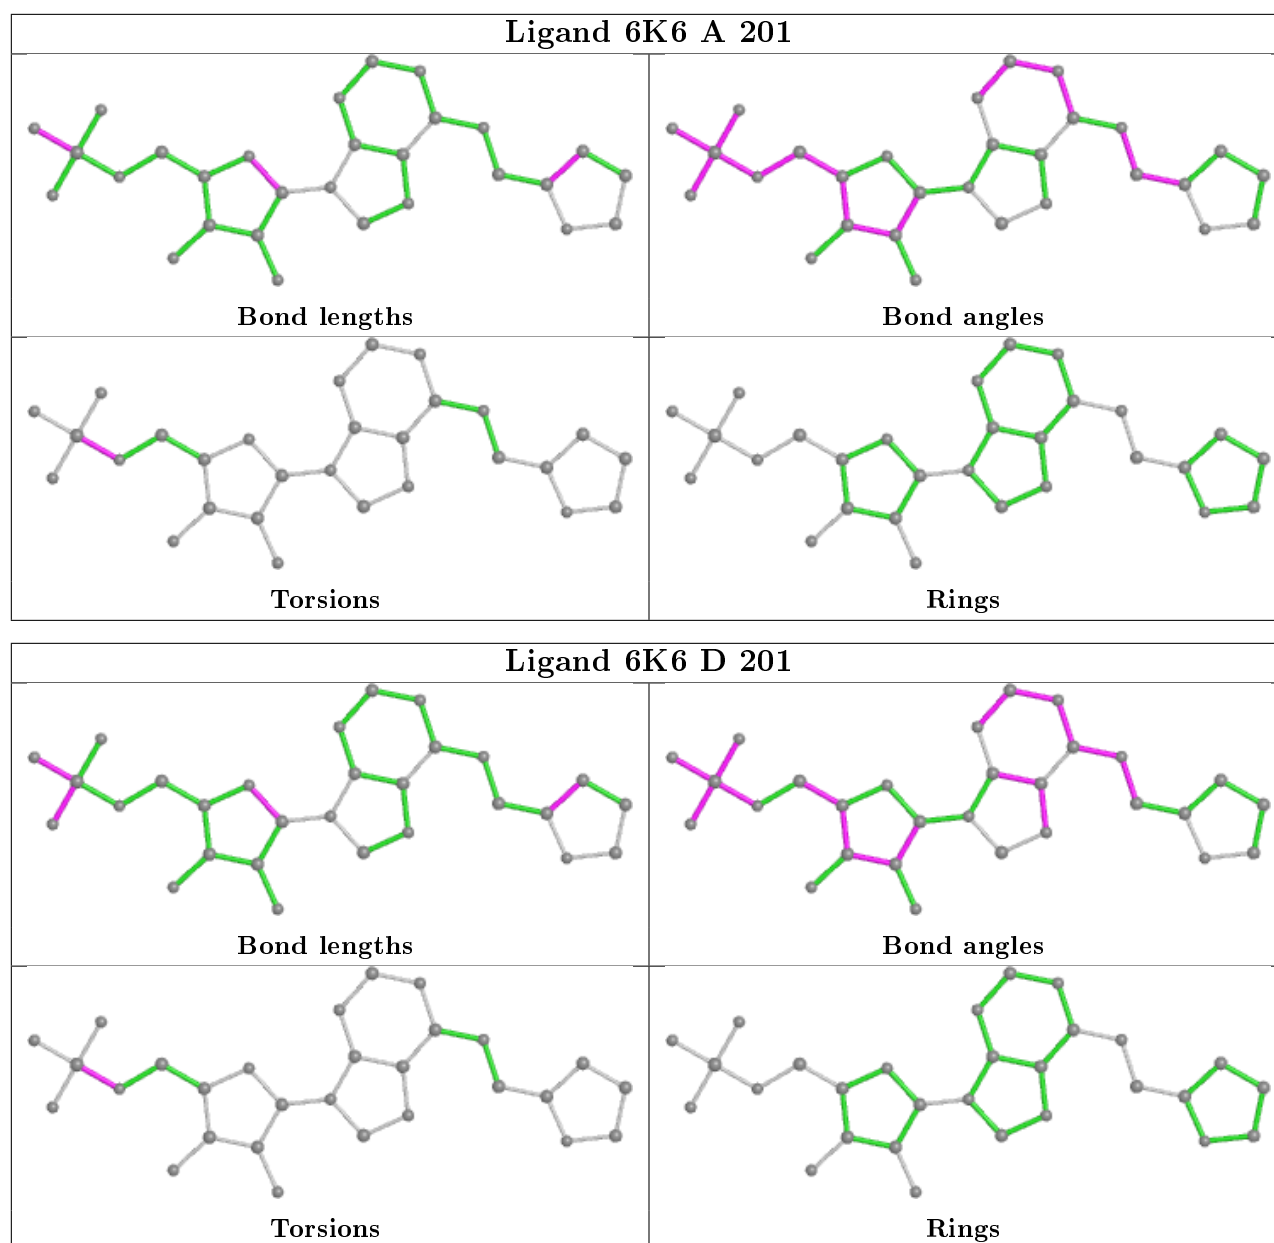 Ligand 6K6 A 201
Bond lengths
Bond angles
Torsions
Rings
Ligand 6K6 D 201
Bond lengths
Bond angles
Torsions
Rings